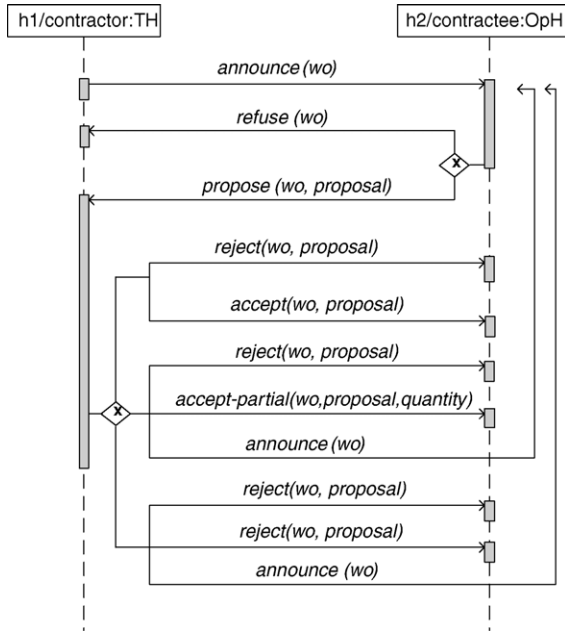 h1/contractor:TH
h2/contractee:OpH
announce (wo)
refuse (wo)
x
propose (wo, proposal)
reject(wo, proposal)
accept(wo, proposal)
reject(wo, proposal)
x
accept-partial(wo,proposal,quantity)
announce (wo)
reject(wo, proposal)
reject(wo, proposal)
announce (wo)